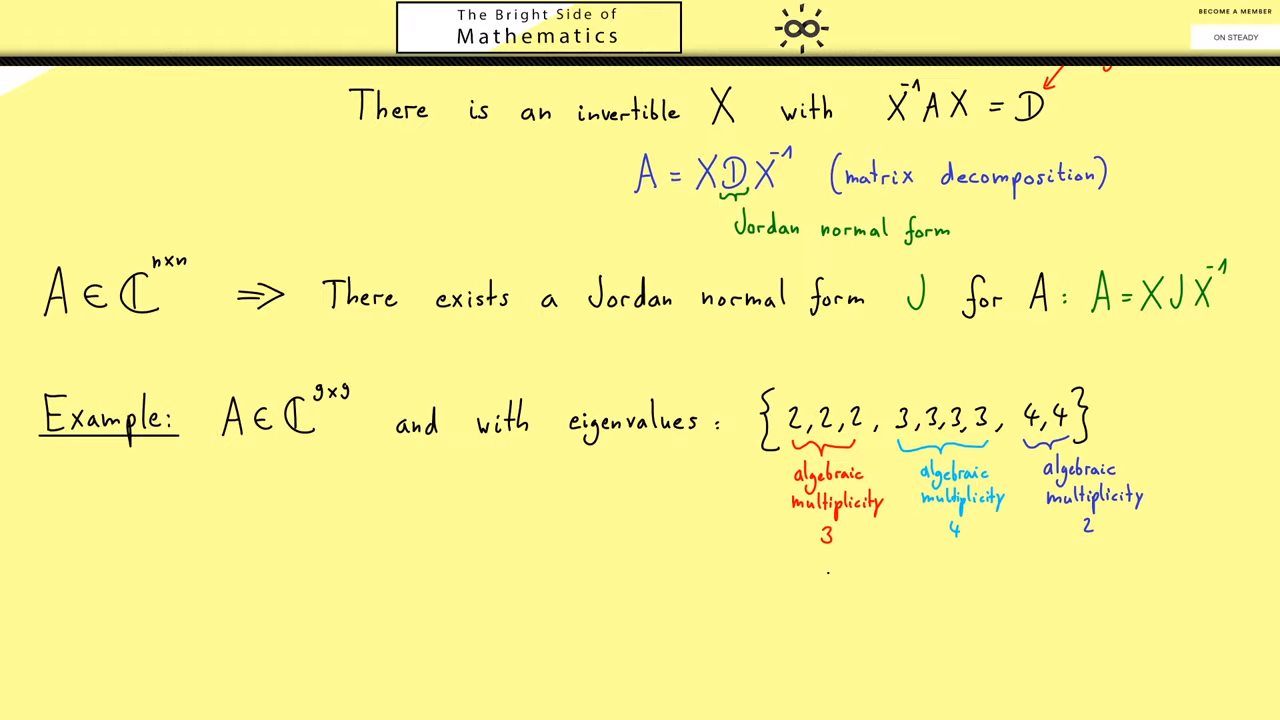 The Bright Side of
Mathematics
BECOME A MEMBER
ON STEADY
There is an invertible X with X⁻¹AX = D
A = XDX⁻¹ (matrix decomposition)
Jordan normal form
A ∈ ℂⁿˣⁿ ⇒ There exists a Jordan normal form J for A: A = XJX⁻¹
Example: A ∈ ℂ⁹ˣ⁹ and with eigenvalues: {2,2,2, 3,3,3,3, 4,4}
algebraic multiplicity 3
algebraic multiplicity 4
algebraic multiplicity 2